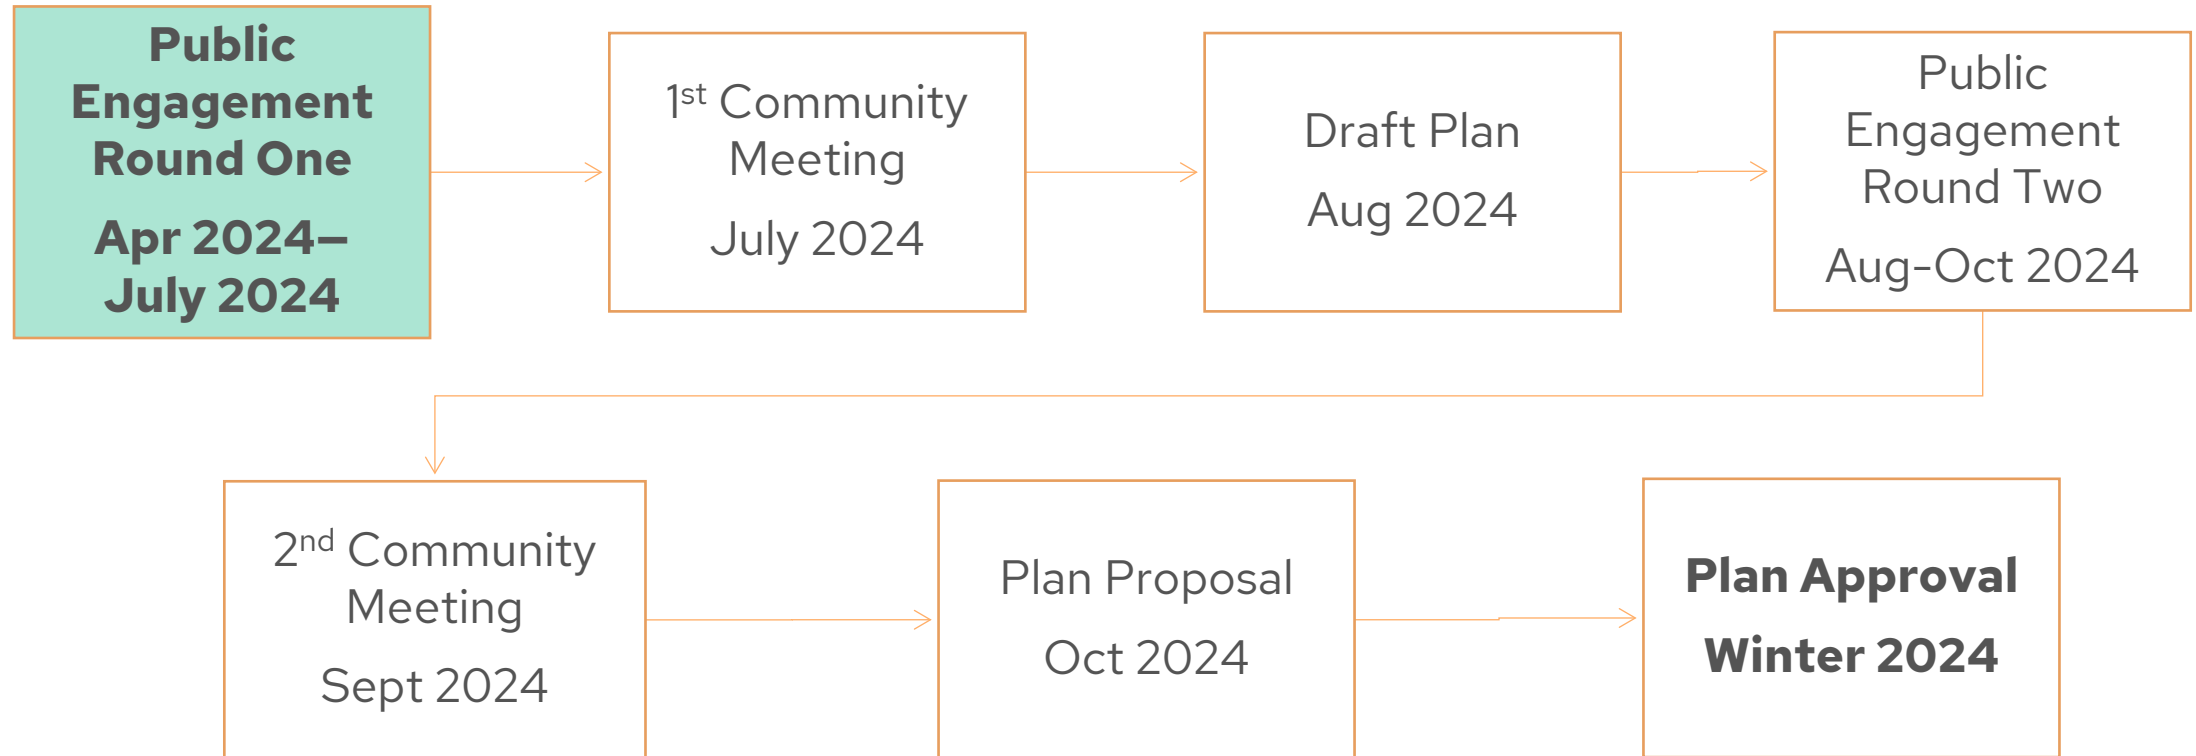 Public
Engagement
Round One
Apr 2024–
July 2024
1st Community
Meeting
July 2024
Draft Plan
Aug 2024
Public
Engagement
Round Two
Aug-Oct 2024
2nd Community
Meeting
Sept 2024
Plan Proposal
Oct 2024
Plan Approval
Winter 2024